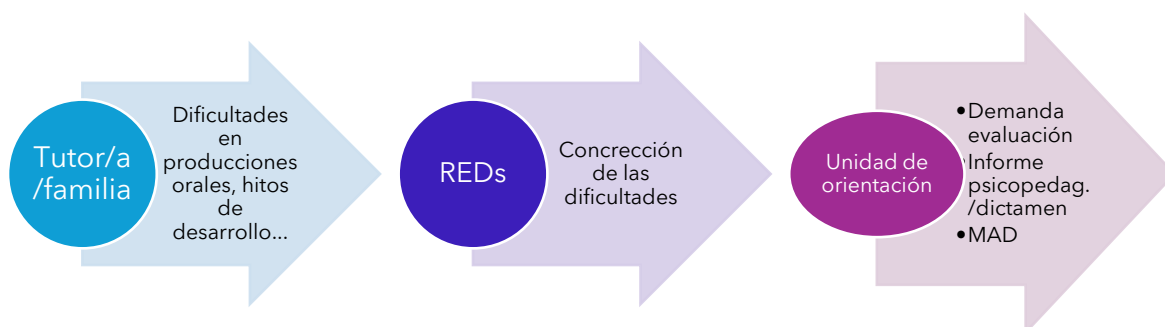 Tutor/a
/familia
Dificultades
en
producciones
orales, hitos
de
desarrollo...
REDs
Concrección
de las
dificultades
Unidad de
orientación
•Demanda
evaluación
•Informe
psicopedag.
/dictamen
•MAD